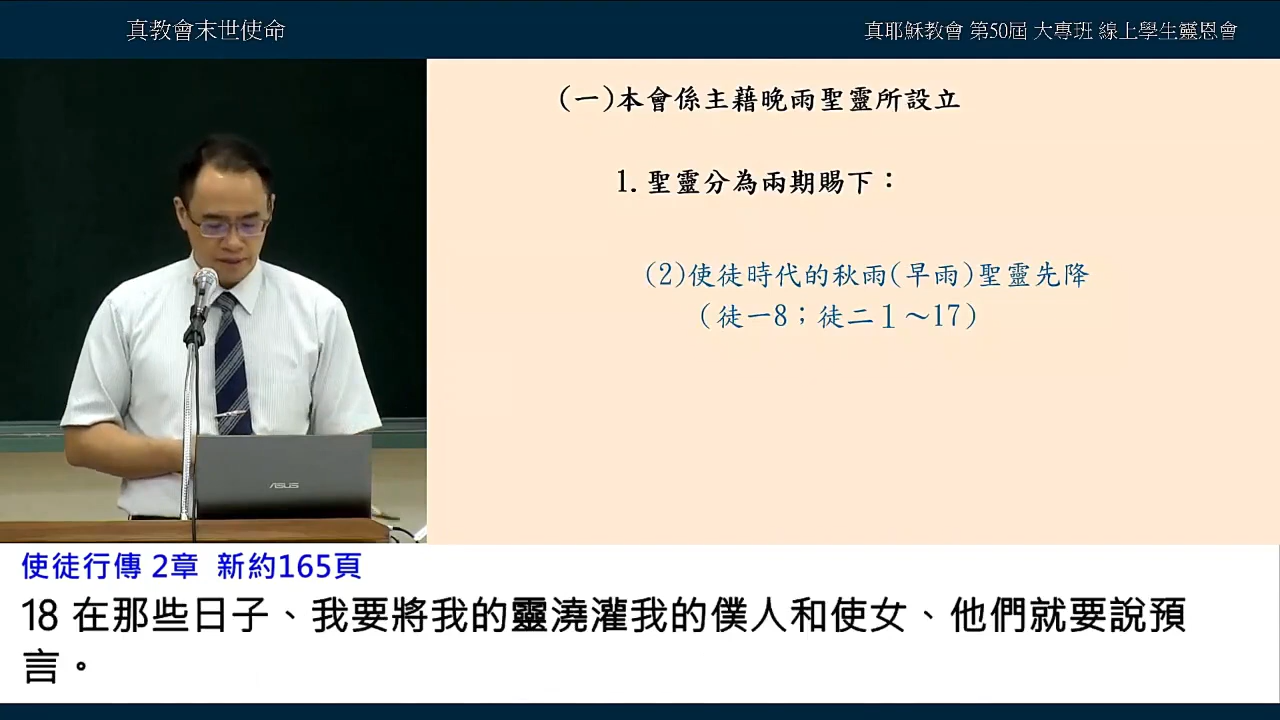 真教會末世使命
真耶穌教會 第50屆 大專班 線上學生靈恩會
(一)本會係主藉晚雨聖靈所設立
1.聖靈分為兩期賜下：
(2)使徒時代的秋雨(早雨)聖靈先降
(徒一8；徒二1～17)
ASUS
使徒行傳 2章 新約165頁
18 在那些日子、我要將我的靈澆灌我的僕人和使女、他們就要說預
言。